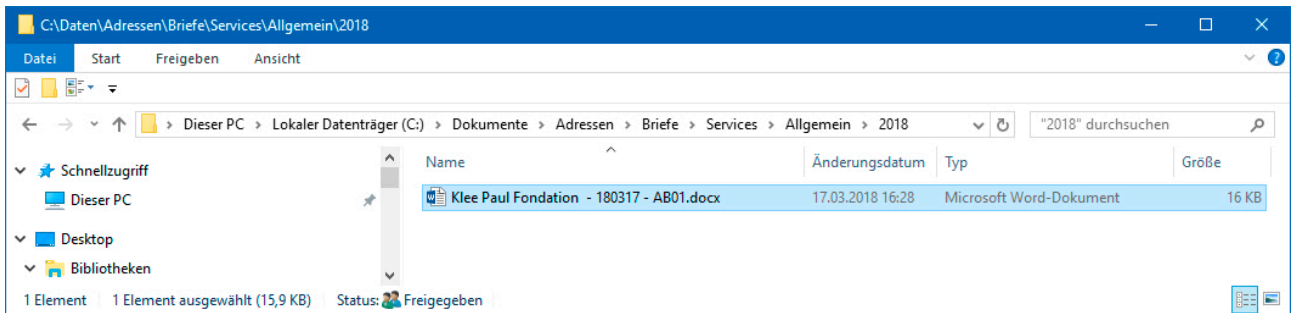 C:\Daten\Adressen\Briefe\Services\Allgemein\2018
Datei Start Freigeben Ansicht
> Dieser PC > Lokaler Datenträger (C:) > Dokumente > Adressen > Briefe > Services > Allgemein > 2018 "2018" durchsuchen
Name Änderungsdatum Typ Größe
Schnellzugriff
Klee Paul Fondation - 180317 - AB01.docx 17.03.2018 16:28 Microsoft Word-Dokument 16 KB
Dieser PC
Desktop
Bibliotheken
1 Element 1 Element ausgewählt (15,9 KB) Status: Freigegeben